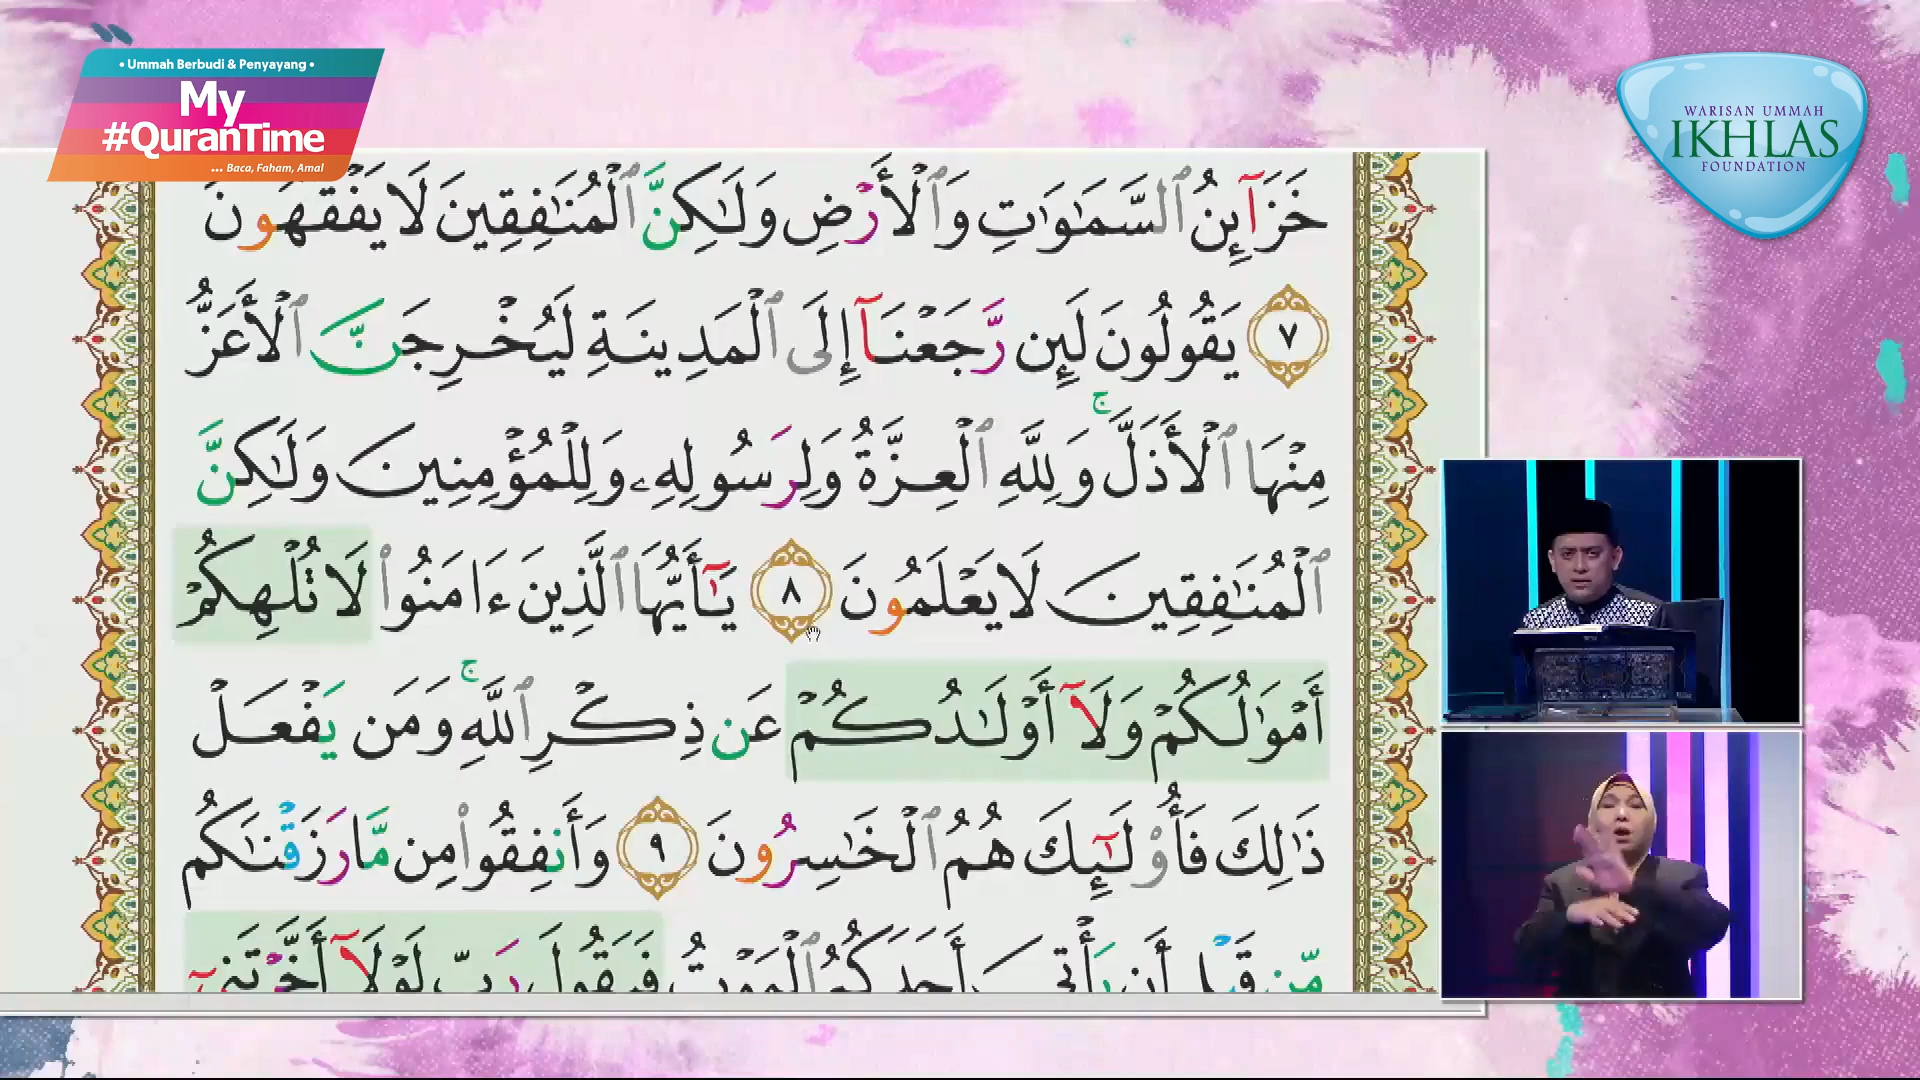 • Ummah Berbudi & Penyayang •
My
#QuranTime
... Baca, Faham, Amal
WARISAN UMMAH
IKHLAS
FOUNDATION
خَزَآئِنُ ٱلسَّمَـٰوَٰتِ وَٱلْأَرْضِ وَلَـٰكِنَّ ٱلْمُنَـٰفِقِينَ لَا يَفْقَهُونَ
٧ يَقُولُونَ لَئِن رَّجَعْنَآ إِلَى ٱلْمَدِينَةِ لَيُخْرِجَنَّ ٱلْأَعَزُّ
مِنْهَا ٱلْأَذَلَّ ۚ وَلِلَّهِ ٱلْعِزَّةُ وَلِرَسُولِهِۦ وَلِلْمُؤْمِنِينَ وَلَـٰكِنَّ
ٱلْمُنَـٰفِقِينَ لَا يَعْلَمُونَ ٨ يَـٰٓأَيُّهَا ٱلَّذِينَ ءَامَنُوا۟ لَا تُلْهِكُمْ
أَمْوَٰلُكُمْ وَلَآ أَوْلَـٰدُكُمْ عَن ذِكْرِ ٱللَّهِ ۚ وَمَن يَفْعَلْ
ذَٰلِكَ فَأُو۟لَـٰٓئِكَ هُمُ ٱلْخَـٰسِرُونَ ٩ وَأَنفِقُوا۟ مِن مَّا رَزَقْنَـٰكُم
مِّن قَبْلِ أَن يَأْتِىَ أَحَدَكُمُ ٱلْمَوْتُ فَيَقُولَ رَبِّ لَوْلَآ أَخَّرْتَنِىٓ